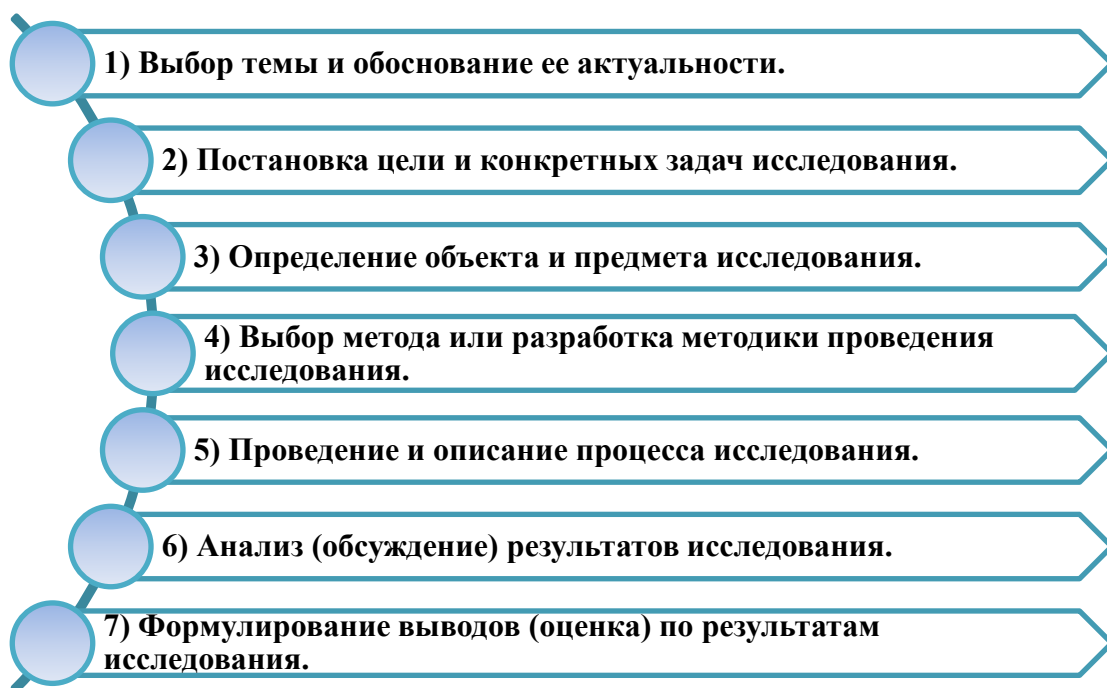 1) Выбор темы и обоснование ее актуальности.
2) Постановка цели и конкретных задач исследования.
3) Определение объекта и предмета исследования.
4) Выбор метода или разработка методики проведения
исследования.
5) Проведение и описание процесса исследования.
6) Анализ (обсуждение) результатов исследования.
7) Формулирование выводов (оценка) по результатам
исследования.